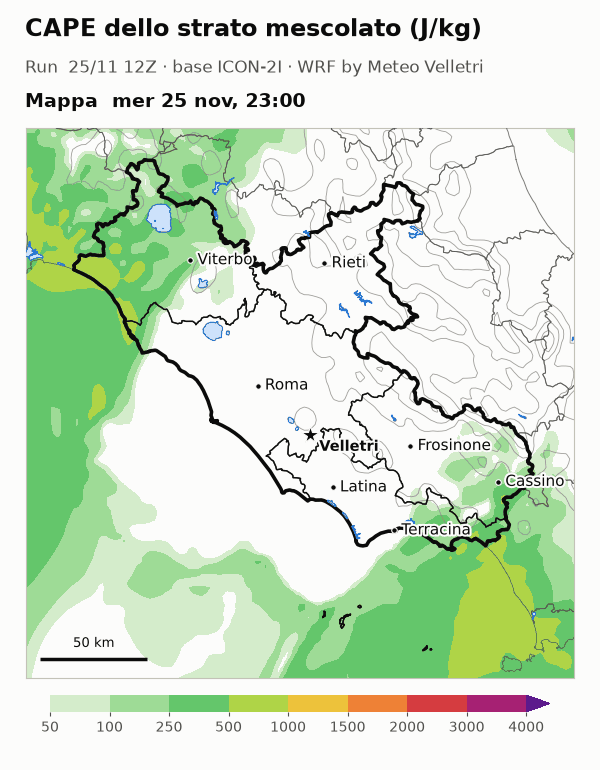 CAPE dello strato mescolato (J/kg)
Run  25/11 12Z · base ICON-2I · WRF by Meteo Velletri
Mappa  mer 25 nov, 23:00
Viterbo
Rieti
Roma
Velletri
Frosinone
Latina
Cassino
Terracina
50 km
50 100 250 500 1000 1500 2000 3000 4000